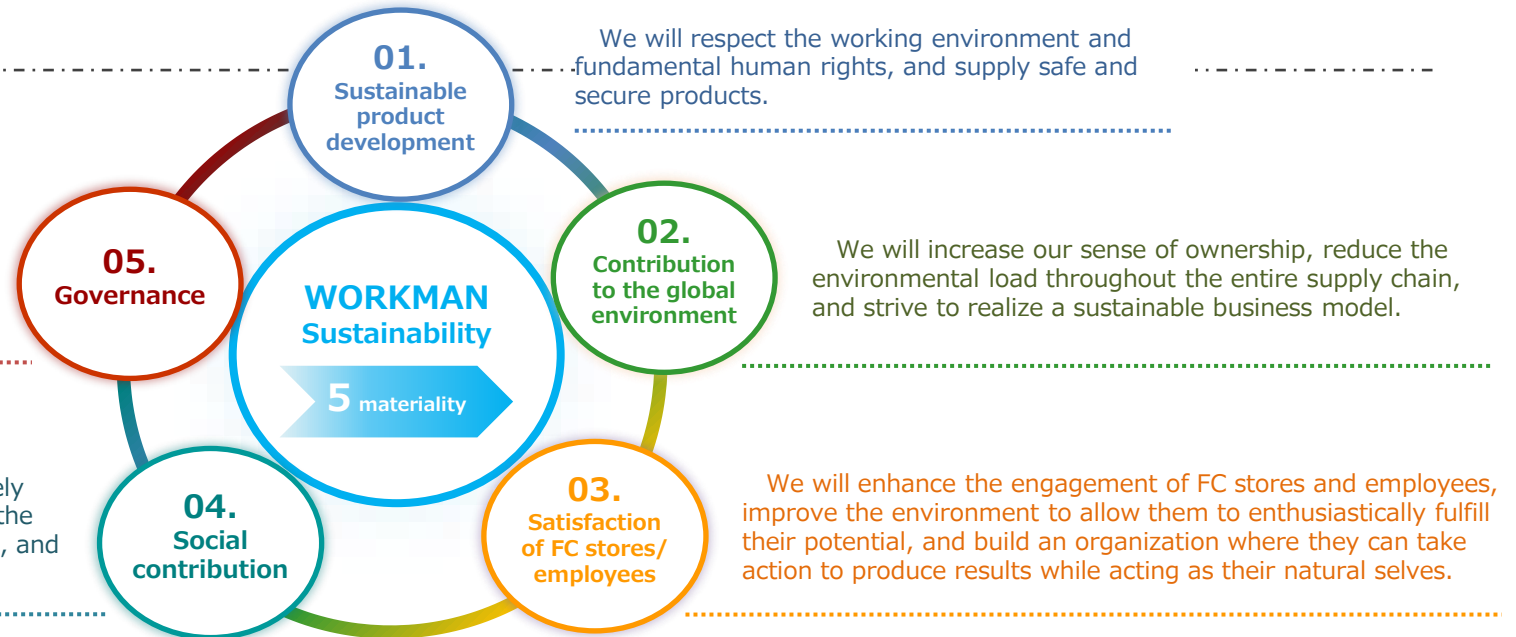 01.
Sustainable
product
development
We will respect the working environment and
fundamental human rights, and supply safe and
secure products.
02.
Contribution
to the global
environment
We will increase our sense of ownership, reduce the
environmental load throughout the entire supply chain,
and strive to realize a sustainable business model.
05.
Governance
WORKMAN
Sustainability
5 materiality
03.
Satisfaction
of FC stores/
employees
We will enhance the engagement of FC stores and employees,
improve the environment to allow them to enthusiastically fulfill
their potential, and build an organization where they can take
action to produce results while acting as their natural selves.
04.
Social
contribution
the
, and